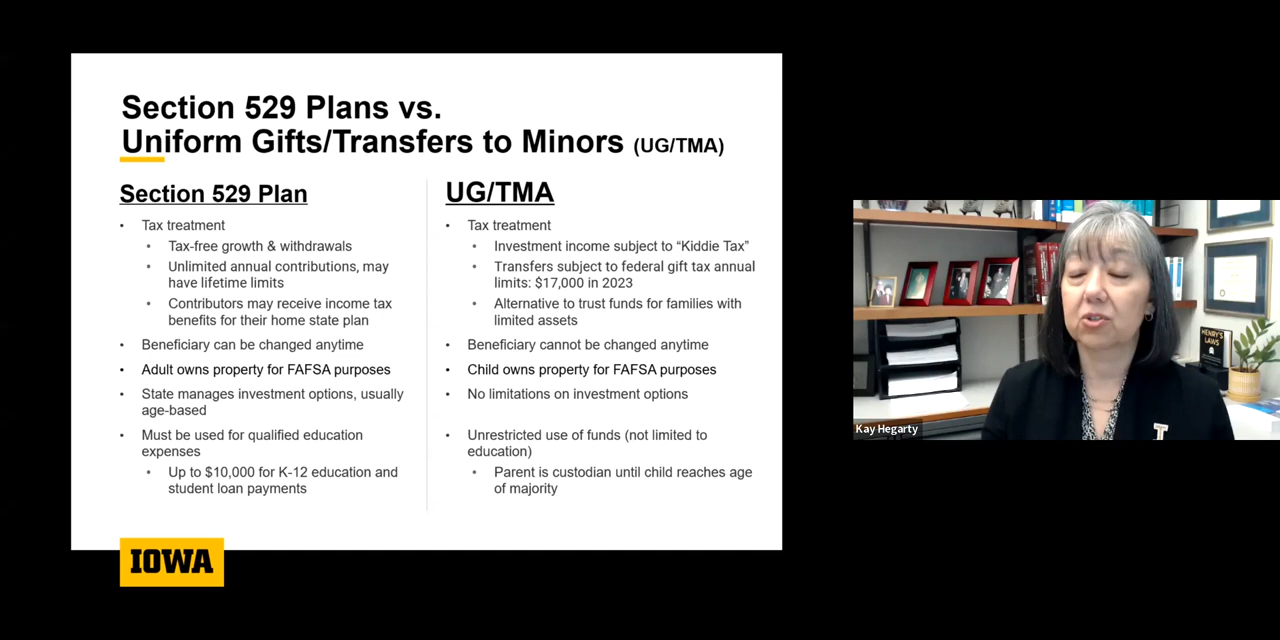 Section 529 Plans vs.
Uniform Gifts/Transfers to Minors (UG/TMA)
Section 529 Plan
• Tax treatment
• Tax-free growth & withdrawals
• Unlimited annual contributions, may
have lifetime limits
• Contributors may receive income tax
benefits for their home state plan
• Beneficiary can be changed anytime
• Adult owns property for FAFSA purposes
• State manages investment options, usually
age-based
• Must be used for qualified education
expenses
• Up to $10,000 for K-12 education and
student loan payments
UG/TMA
• Tax treatment
• Investment income subject to “Kiddie Tax”
• Transfers subject to federal gift tax annual
limits: $17,000 in 2023
• Alternative to trust funds for families with
limited assets
• Beneficiary cannot be changed anytime
• Child owns property for FAFSA purposes
• No limitations on investment options
• Unrestricted use of funds (not limited to
education)
• Parent is custodian until child reaches age
of majority
IOWA
HENRY'S
LAWS
Kay Hegarty